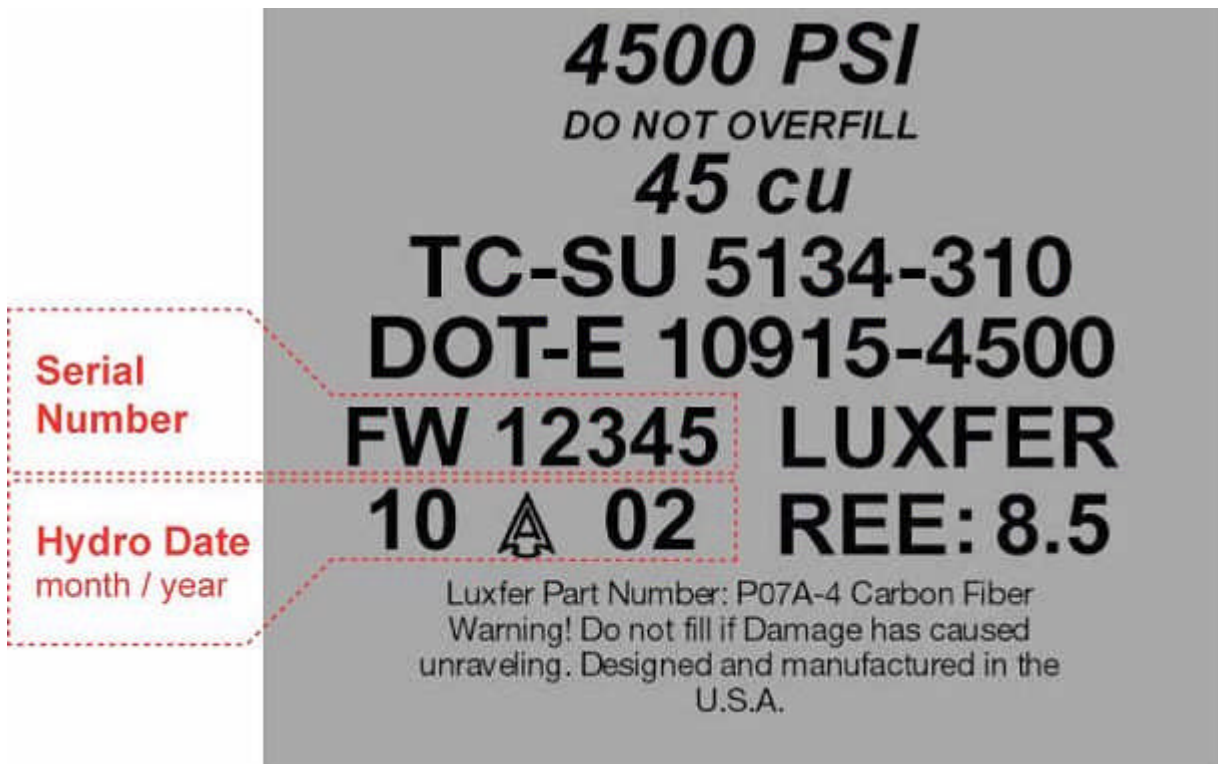 4500 PSI
DO NOT OVERFILL
45 cu
TC-SU 5134-310
DOT-E 10915-4500
Serial
Number
FW 12345 LUXFER
Hydro Date
month / year
10 A 02 REE: 8.5
Luxfer Part Number: P07A-4 Carbon Fiber
Warning! Do not fill if Damage has caused
unraveling. Designed and manufactured in the
U.S.A.